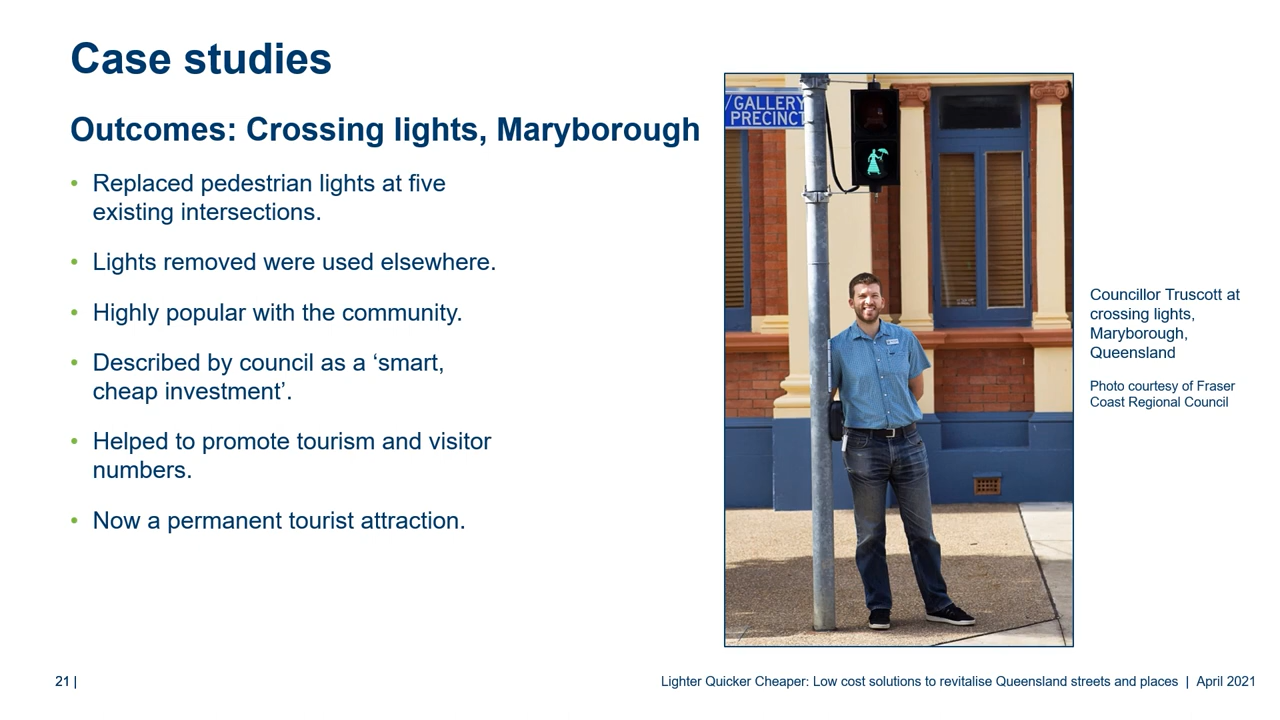 Case studies
Outcomes: Crossing lights, Maryborough
• Replaced pedestrian lights at five
existing intersections.
• Lights removed were used elsewhere.
• Highly popular with the community.
• Described by council as a ‘smart,
cheap investment’.
• Helped to promote tourism and visitor
numbers.
• Now a permanent tourist attraction.
/GALLERY
PRECINCT
Councillor Truscott at
crossing lights,
Maryborough,
Queensland
Photo courtesy of Fraser
Coast Regional Council
21 |
Lighter Quicker Cheaper: Low cost solutions to revitalise Queensland streets and places | April 2021